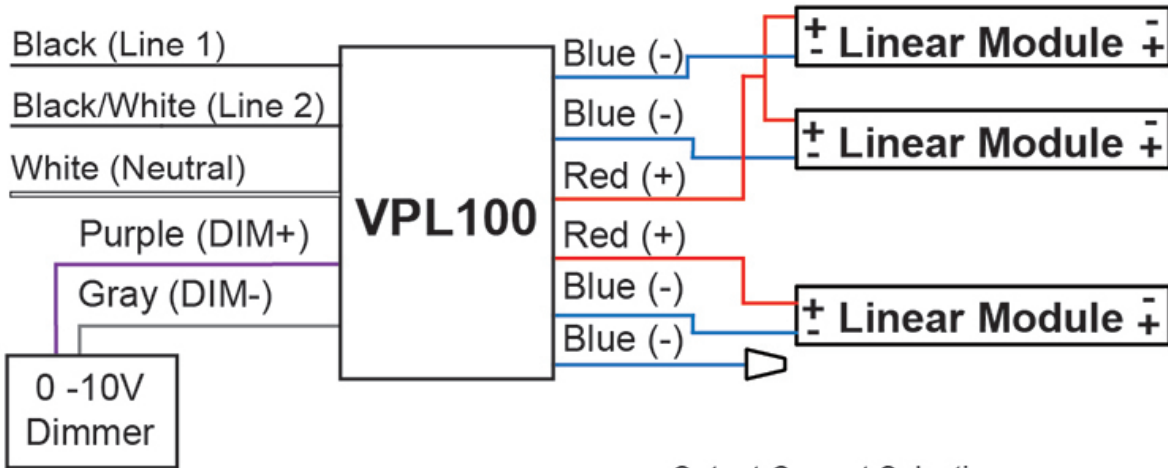 Black (Line 1)
Black/White (Line 2)
White (Neutral)
Purple (DIM+)
Gray (DIM-)
0 -10V
Dimmer
VPL100
Blue (-)
Blue (-)
Red (+)
Red (+)
Blue (-)
Blue (-)
+ - Linear Module - +
+ - Linear Module - +
+ - Linear Module - +